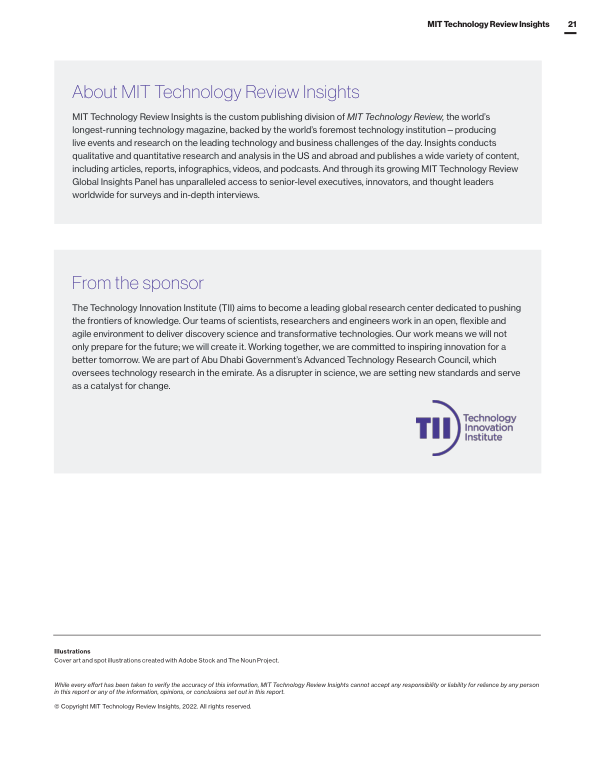 MIT Technology Review Insights 21
About MIT Technology Review Insights
MIT Technology Review Insights is the custom publishing division of MIT Technology Review, the world's
longest-running technology magazine, backed by the world's foremost technology institution – producing
live events and research on the leading technology and business challenges of the day. Insights conducts
qualitative and quantitative research and analysis in the US and abroad and publishes a wide variety of content,
including articles, reports, infographics, videos, and podcasts. And through its growing MIT Technology Review
Global Insights Panel has unparalleled access to senior-level executives, innovators, and thought leaders
worldwide for surveys and in-depth interviews.
From the sponsor
The Technology Innovation Institute (TII) aims to become a leading global research center dedicated to pushing
the frontiers of knowledge. Our teams of scientists, researchers and engineers work in an open, flexible and
agile environment to deliver discovery science and transformative technologies. Our work means we will not
only prepare for the future; we will create it. Working together, we are committed to inspiring innovation for a
better tomorrow. We are part of Abu Dhabi Government's Advanced Technology Research Council, which
oversees technology research in the emirate. As a disrupter in science, we are setting new standards and serve
as a catalyst for change.
TII
Technology
Innovation
Institute
Illustrations
Cover art and spot illustrations created with Adobe Stock and The Noun Project.
While every effort has been taken to verify the accuracy of this information, MIT Technology Review Insights cannot accept any responsibility or liability for reliance by any person
in this report or any of the information, opinions, or conclusions set out in this report.
© Copyright MIT Technology Review Insights, 2022. All rights reserved.